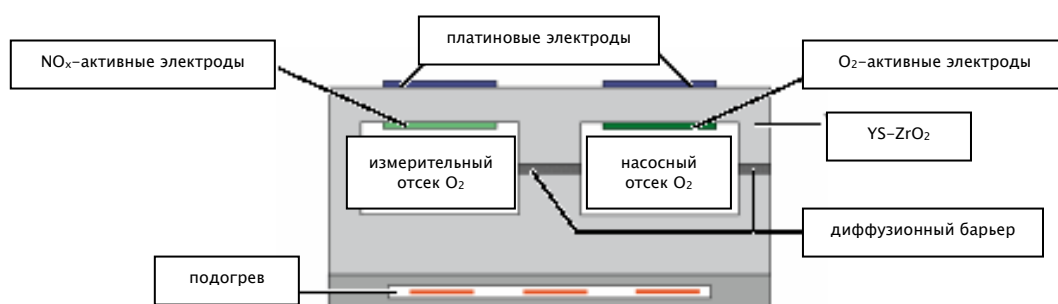 платиновые электроды
NOₓ-активные электроды
O₂-активные электроды
YS-ZrO₂
измерительный
отсек O₂
насосный
отсек O₂
диффузионный барьер
подогрев